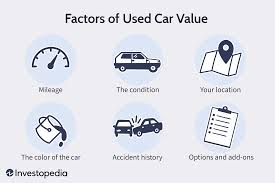 Factors of Used Car Value
Mileage
The condition
Your location
The color of the car
Accident history
Options and add-ons
Investopedia